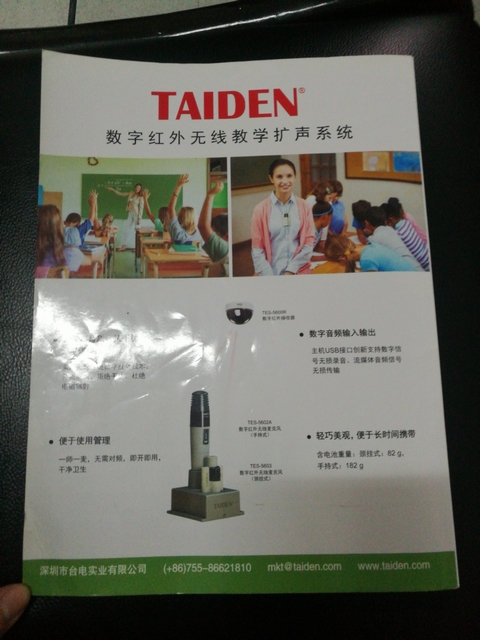 TAIDEN®
数字红外无线教学扩声系统
TES-5600R
数字红外接收器
数字音频输入输出
主机USB接口创新支持数字信
号无损录音、流媒体音频信号
无损传输
电磁辐射
TES-5602A
数字红外无线麦克风
(手持式)
便于使用管理
一师一麦,无需对频,即开即用,
干净卫生
TES-5603
数字红外无线麦克风
(颈挂式)
轻巧美观,便于长时间携带
含电池重量:颈挂式:82 g,
手持式:182 g
深圳市台电实业有限公司 (+86)755-86621810 mkt@taiden.com www.taiden.com